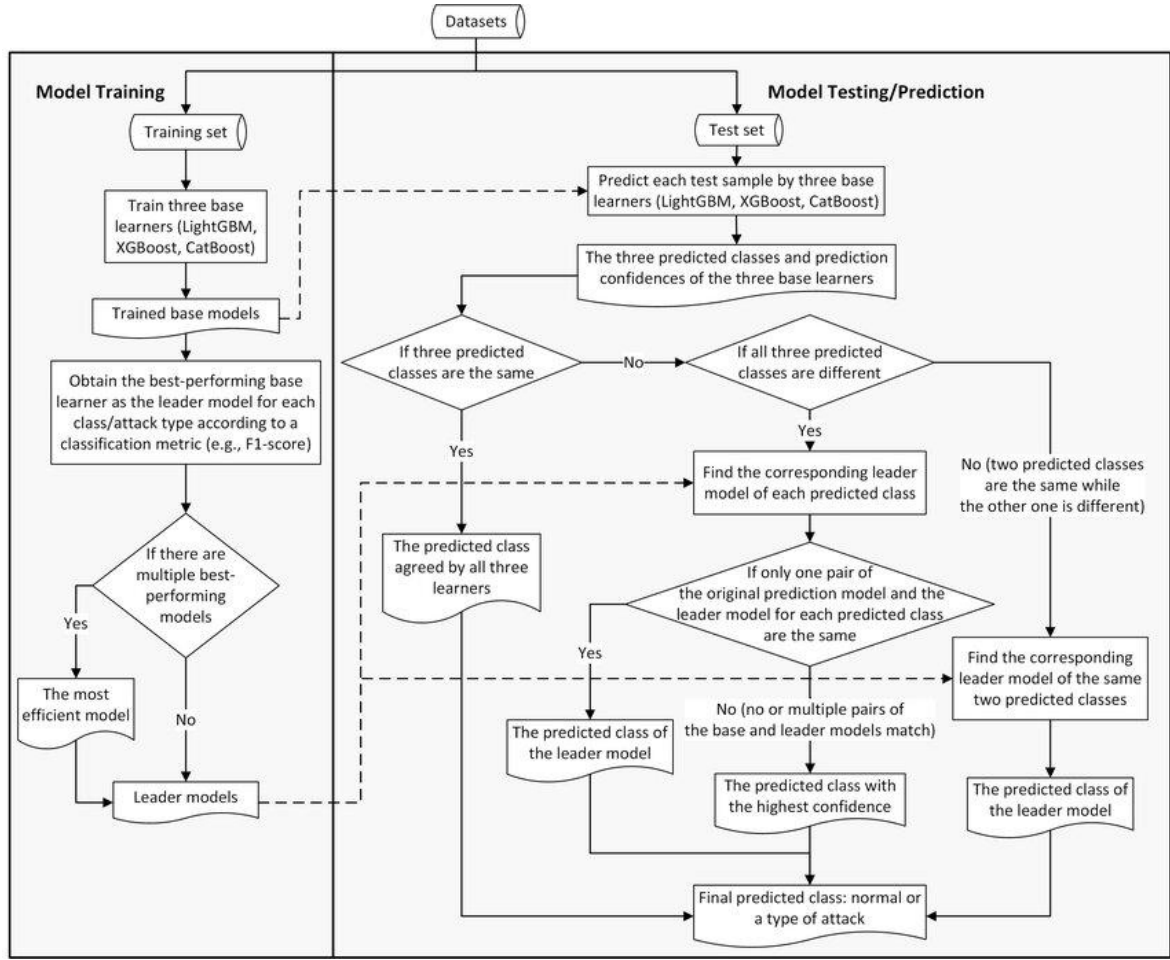 Datasets
Model Training
Training set
Train three base
learners (LightGBM,
XGBoost, CatBoost)
Trained base models
Obtain the best-performing base
learner as the leader model for each
class/attack type according to a
classification metric (e.g., F1-score)
If there are
multiple best-
performing
models
Yes
The most
efficient model
No
Leader models
Model Testing/Prediction
Test set
Predict each test sample by three base
learners (LightGBM, XGBoost, CatBoost)
The three predicted classes and prediction
confidences of the three base learners
If three predicted
classes are the same
No
If all three predicted
classes are different
Yes
The predicted class
agreed by all three
learners
Yes
Find the corresponding leader
model of each predicted class
If only one pair of
the original prediction model and the
leader model for each predicted class
are the same
Yes
The predicted class of
the leader model
No (no or multiple pairs of
the base and leader models match)
The predicted class with
the highest confidence
No (two predicted classes
are the same while
the other one is different)
Find the corresponding
leader model of the same
two predicted classes
The predicted class of
the leader model
Final predicted class: normal or
a type of attack